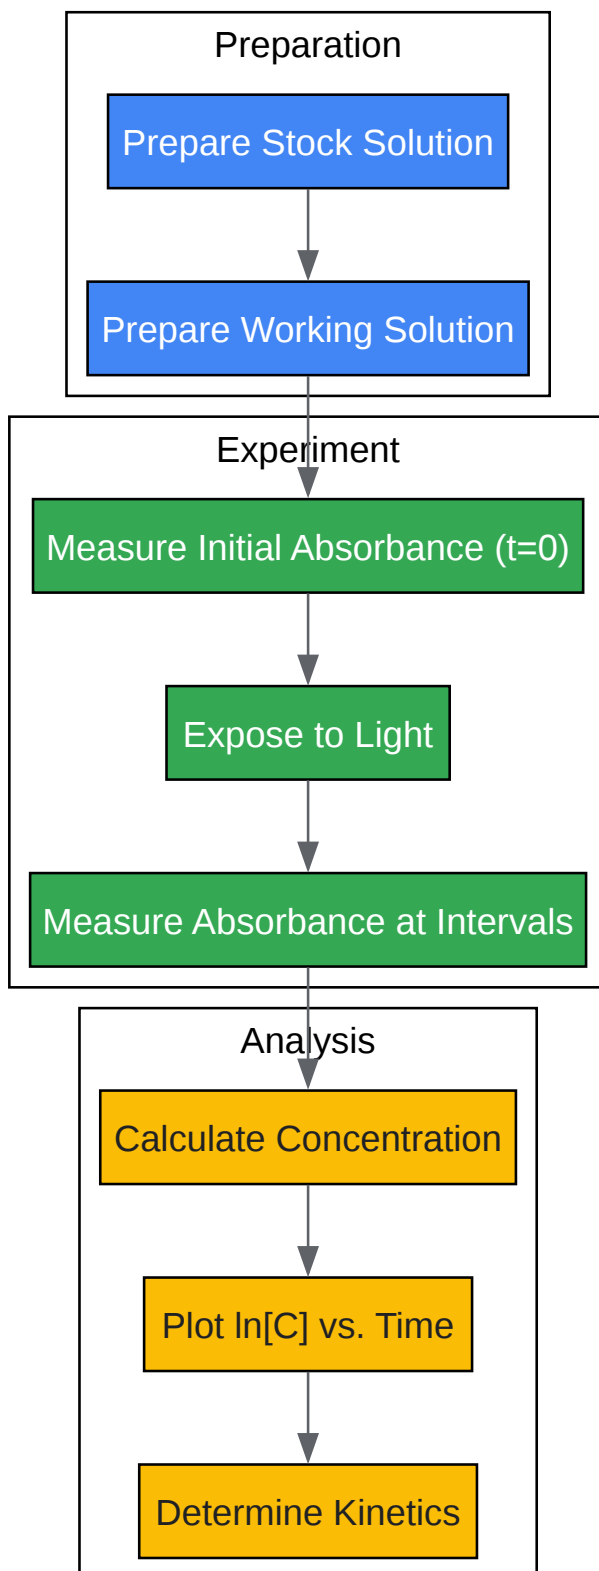 Preparation
Prepare Stock Solution
Prepare Working Solution
Experiment
Measure Initial Absorbance (t=0)
Expose to Light
Measure Absorbance at Intervals
Analysis
Calculate Concentration
Plot ln[C] vs. Time
Determine Kinetics